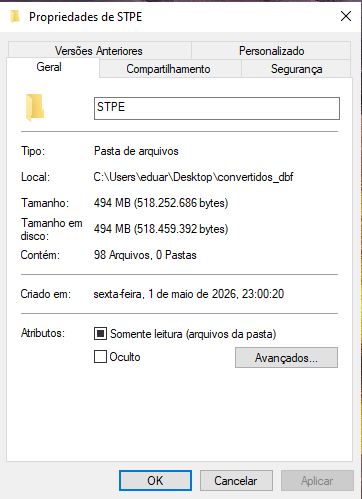 Propriedades de STPE
Versões Anteriores Personalizado
Geral Compartilhamento Segurança
STPE
Tipo: Pasta de arquivos
Local: C:\Users\eduar\Desktop\convertidos_dbf
Tamanho: 494 MB (518.252.686 bytes)
Tamanho em
disco: 494 MB (518.459.392 bytes)
Contém: 98 Arquivos, 0 Pastas
Criado em: sexta-feira, 1 de maio de 2026, 23:00:20
Atributos: Somente leitura (arquivos da pasta)
Oculto Avançados...
OK Cancelar Aplicar